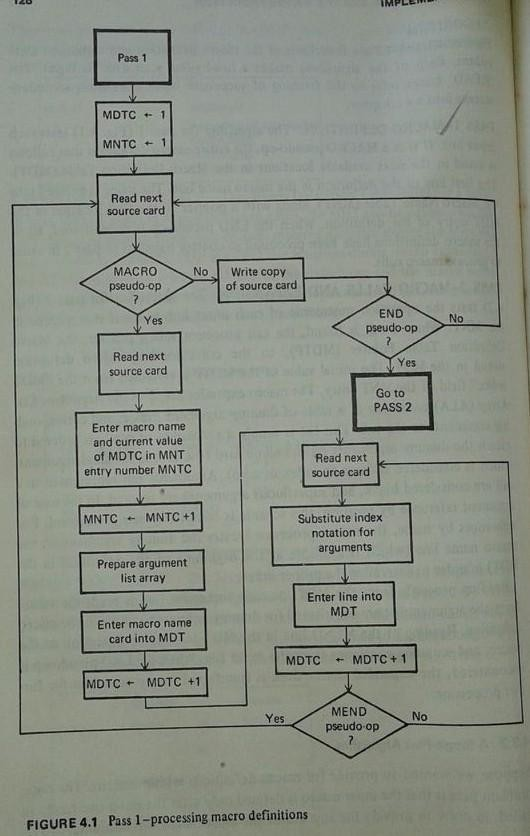 128
Pass 1
MDTC ← 1
MNTC ← 1
Read next
source card
MACRO
pseudo-op
?
No
Write copy
of source card
END
pseudo-op
?
No
Yes
Go to
PASS 2
Yes
Read next
source card
Enter macro name
and current value
of MDTC in MNT
entry number MNTC
MNTC ← MNTC +1
Prepare argument
list array
Enter macro name
card into MDT
MDTC ← MDTC +1
Read next
source card
Substitute index
notation for
arguments
Enter line into
MDT
MDTC ← MDTC + 1
MEND
pseudo-op
?
Yes
No
FIGURE 4.1 Pass 1–processing macro definitions